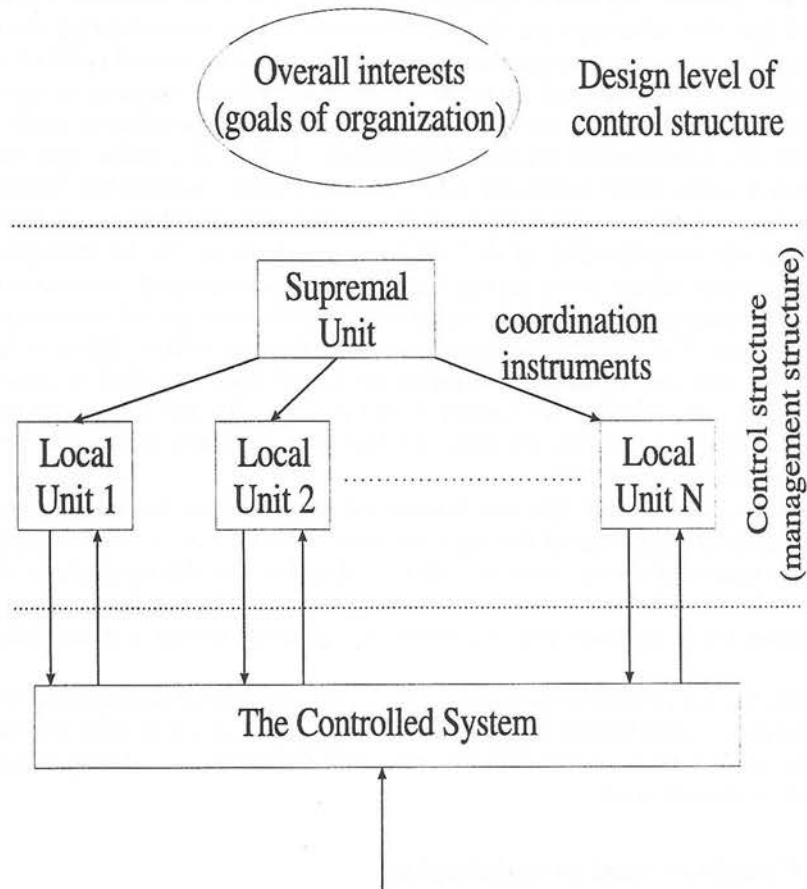 Overall interests
(goals of organization)
Design level of
control structure
Supremal
Unit
coordination
instruments
Control structure
(management structure)
Local
Unit 1
Local
Unit 2
Local
Unit N
The Controlled System